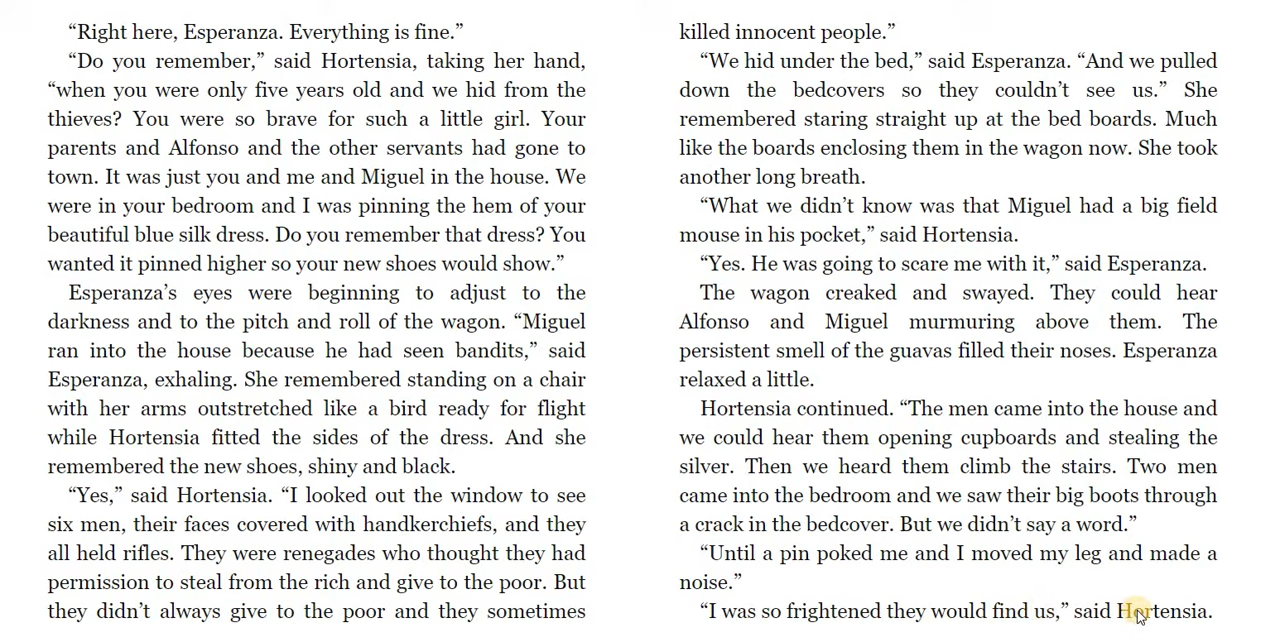 “Right here, Esperanza. Everything is fine.”
“Do you remember,” said Hortensia, taking her hand,
“when you were only five years old and we hid from the
thieves? You were so brave for such a little girl. Your
parents and Alfonso and the other servants had gone to
town. It was just you and me and Miguel in the house. We
were in your bedroom and I was pinning the hem of your
beautiful blue silk dress. Do you remember that dress? You
wanted it pinned higher so your new shoes would show.”
Esperanza’s eyes were beginning to adjust to the
darkness and to the pitch and roll of the wagon. “Miguel
ran into the house because he had seen bandits,” said
Esperanza, exhaling. She remembered standing on a chair
with her arms outstretched like a bird ready for flight
while Hortensia fitted the sides of the dress. And she
remembered the new shoes, shiny and black.
“Yes,” said Hortensia. “I looked out the window to see
six men, their faces covered with handkerchiefs, and they
all held rifles. They were renegades who thought they had
permission to steal from the rich and give to the poor. But
they didn’t always give to the poor and they sometimes
killed innocent people.”
“We hid under the bed,” said Esperanza. “And we pulled
down the bedcovers so they couldn’t see us.” She
remembered staring straight up at the bed boards. Much
like the boards enclosing them in the wagon now. She took
another long breath.
“What we didn’t know was that Miguel had a big field
mouse in his pocket,” said Hortensia.
“Yes. He was going to scare me with it,” said Esperanza.
The wagon creaked and swayed. They could hear
Alfonso and Miguel murmuring above them. The
persistent smell of the guavas filled their noses. Esperanza
relaxed a little.
Hortensia continued. “The men came into the house and
we could hear them opening cupboards and stealing the
silver. Then we heard them climb the stairs. Two men
came into the bedroom and we saw their big boots through
a crack in the bedcover. But we didn’t say a word.”
“Until a pin poked me and I moved my leg and made a
noise.”
“I was so frightened they would find us,” said Hortensia.